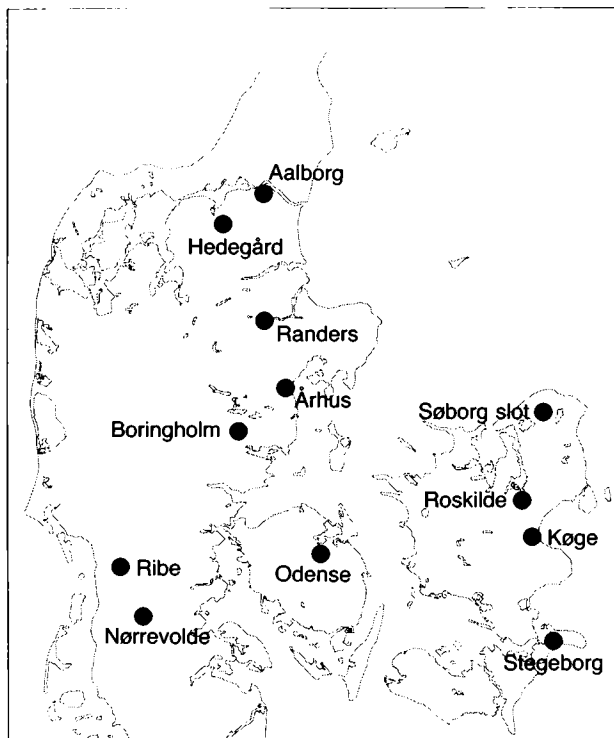 Aalborg
Hedegård
Randers
Århus
Søborg slot
Boringholm
Roskilde
Køge
Ribe
Odense
Nørrevolde
Stegeborg